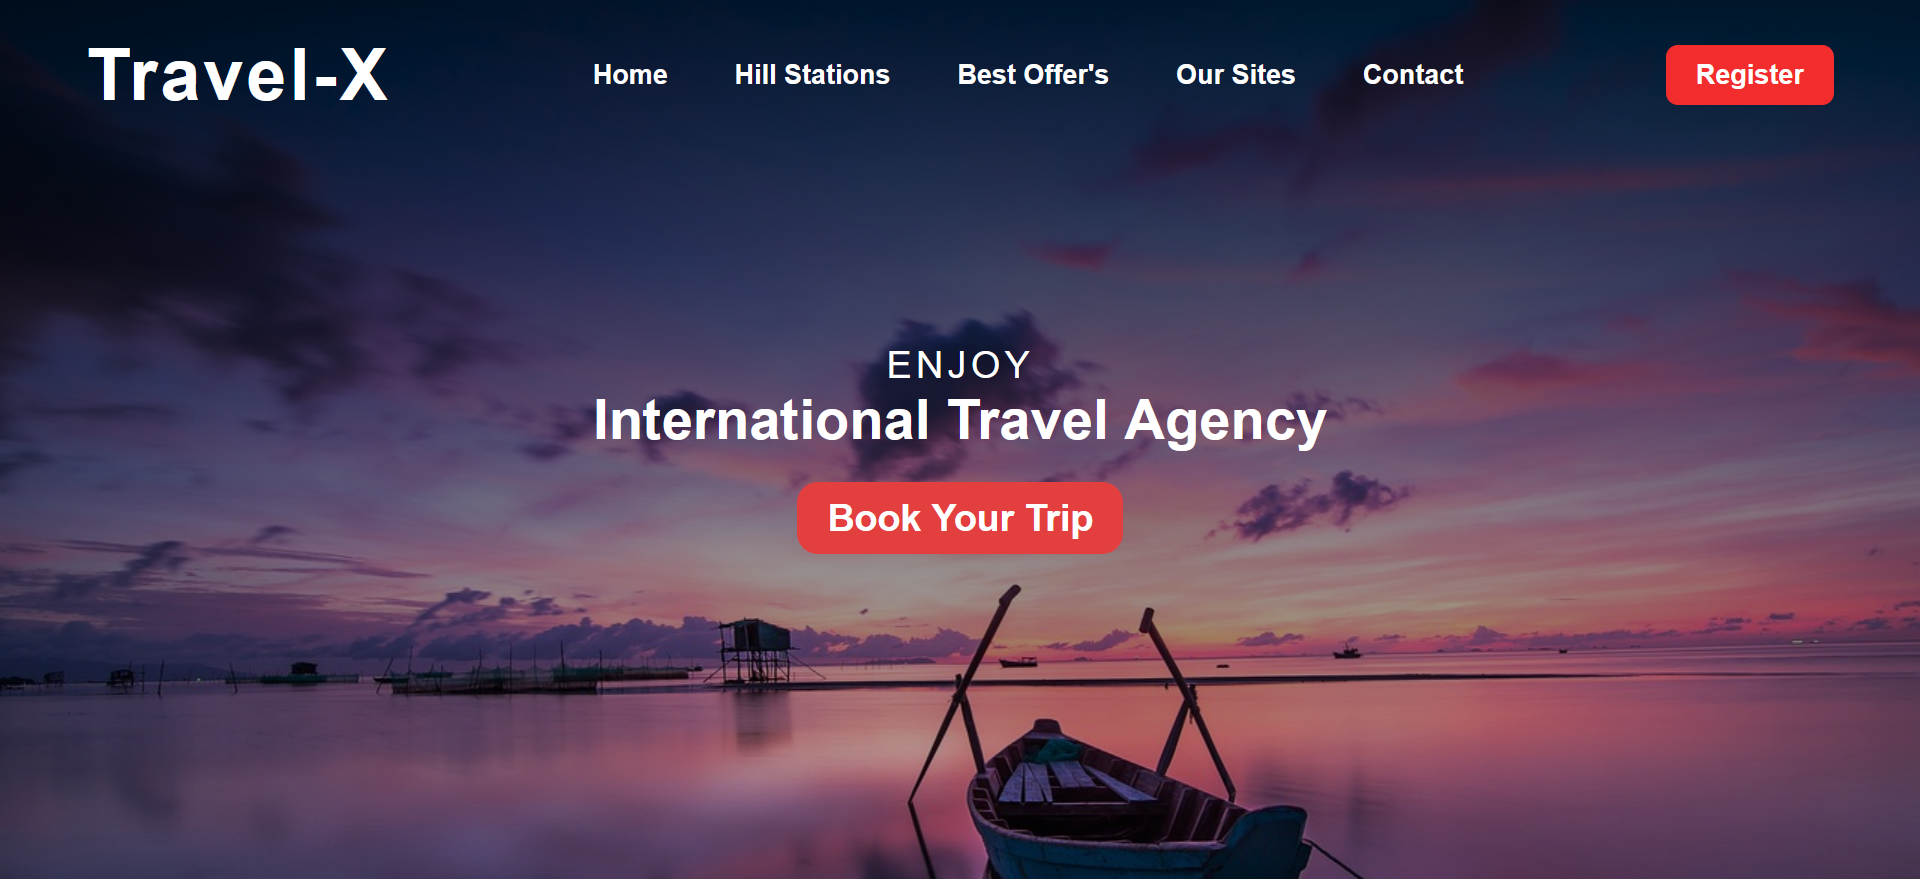 Travel-X
Home Hill Stations Best Offer's Our Sites Contact
Register
ENJOY
International Travel Agency
Book Your Trip